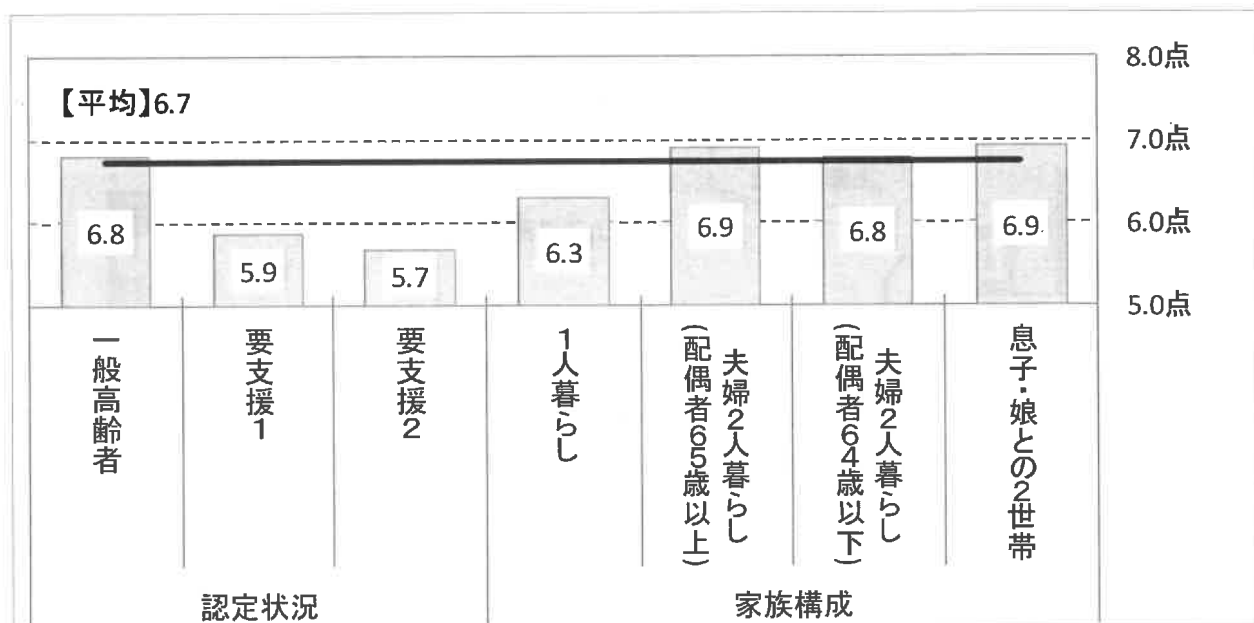 8.0点
【平均】6.7
7.0点
6.0点
5.0点
6.8
5.9
5.7
6.3
6.9
6.8
6.9
一般高齢者
要支援1
要支援2
1人暮らし
夫婦2人暮らし
(配偶者65歳以上)
夫婦2人暮らし
(配偶者64歳以下)
息子・娘との2世帯
認定状況
家族構成